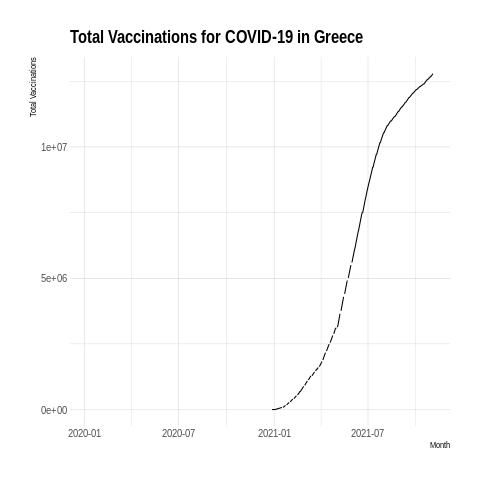 Total Vaccinations for COVID-19 in Greece
Total Vaccinations
1e+07
5e+06
0e+00
2020-01 2020-07 2021-01 2021-07
Month